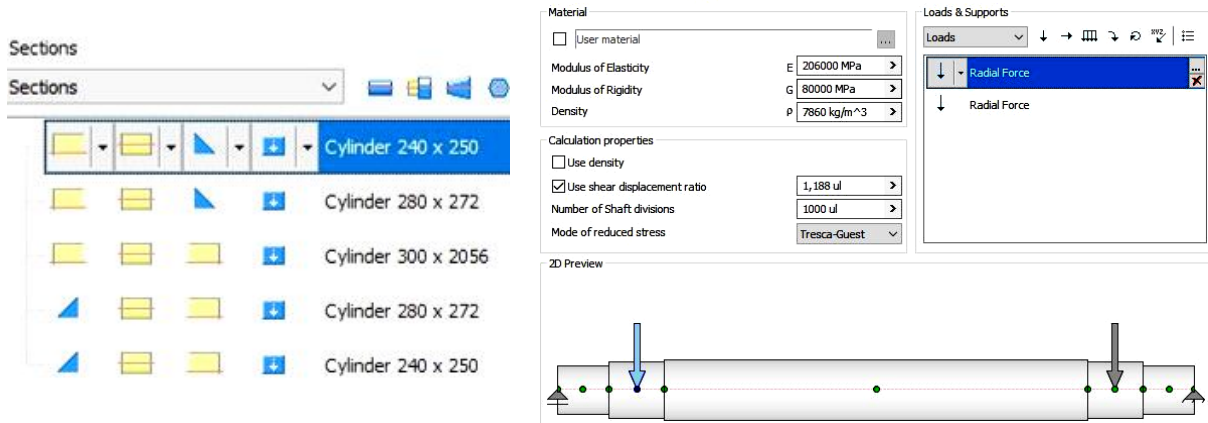 Sections
Sections
Cylinder 240 x 250
Cylinder 280 x 272
Cylinder 300 x 2056
Cylinder 280 x 272
Cylinder 240 x 250
Material
User material
...
Modulus of Elasticity E 206000 MPa >
Modulus of Rigidity G 80000 MPa >
Density ρ 7860 kg/m^3 >
Calculation properties
Use density
Use shear displacement ratio 1,188 ul >
Number of Shaft divisions 1000 ul >
Mode of reduced stress Tresca-Guest
Loads & Supports
Loads
XYZ
Radial Force
...
Radial Force
2D Preview